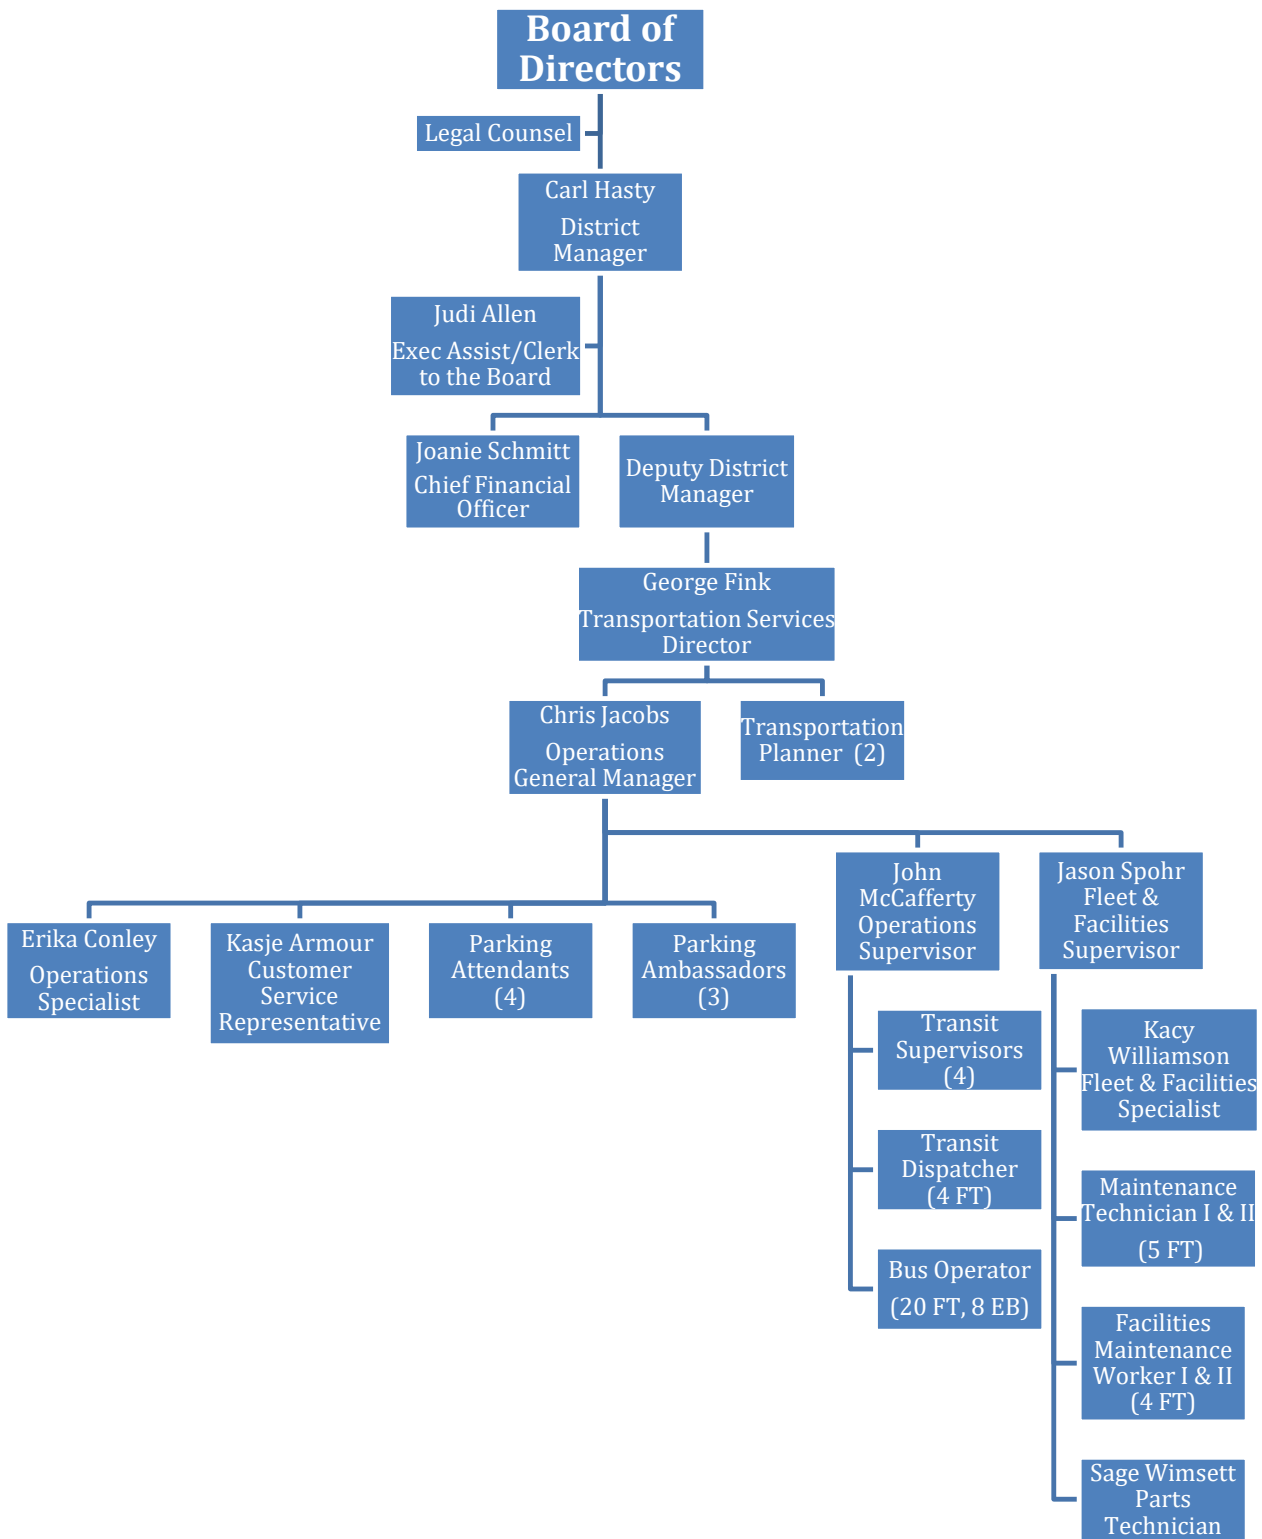 Board of
Directors
Legal Counsel
Carl Hasty
District
Manager
Judi Allen
Exec Assist/Clerk
to the Board
Joanie Schmitt
Chief Financial
Officer
Deputy District
Manager
George Fink
Transportation Services
Director
Chris Jacobs
Operations
General Manager
Transportation
Planner (2)
Erika Conley
Operations
Specialist
Kasje Armour
Customer
Service
Representative
Parking
Attendants
(4)
Parking
Ambassadors
(3)
John
McCafferty
Operations
Supervisor
Transit
Supervisors
(4)
Transit
Dispatcher
(4 FT)
Bus Operator
(20 FT, 8 EB)
Jason Spohr
Fleet &
Facilities
Supervisor
Kacy
Williamson
Fleet & Facilities
Specialist
Maintenance
Technician I & II
(5 FT)
Facilities
Maintenance
Worker I & II
(4 FT)
Sage Wimsett
Parts
Technician